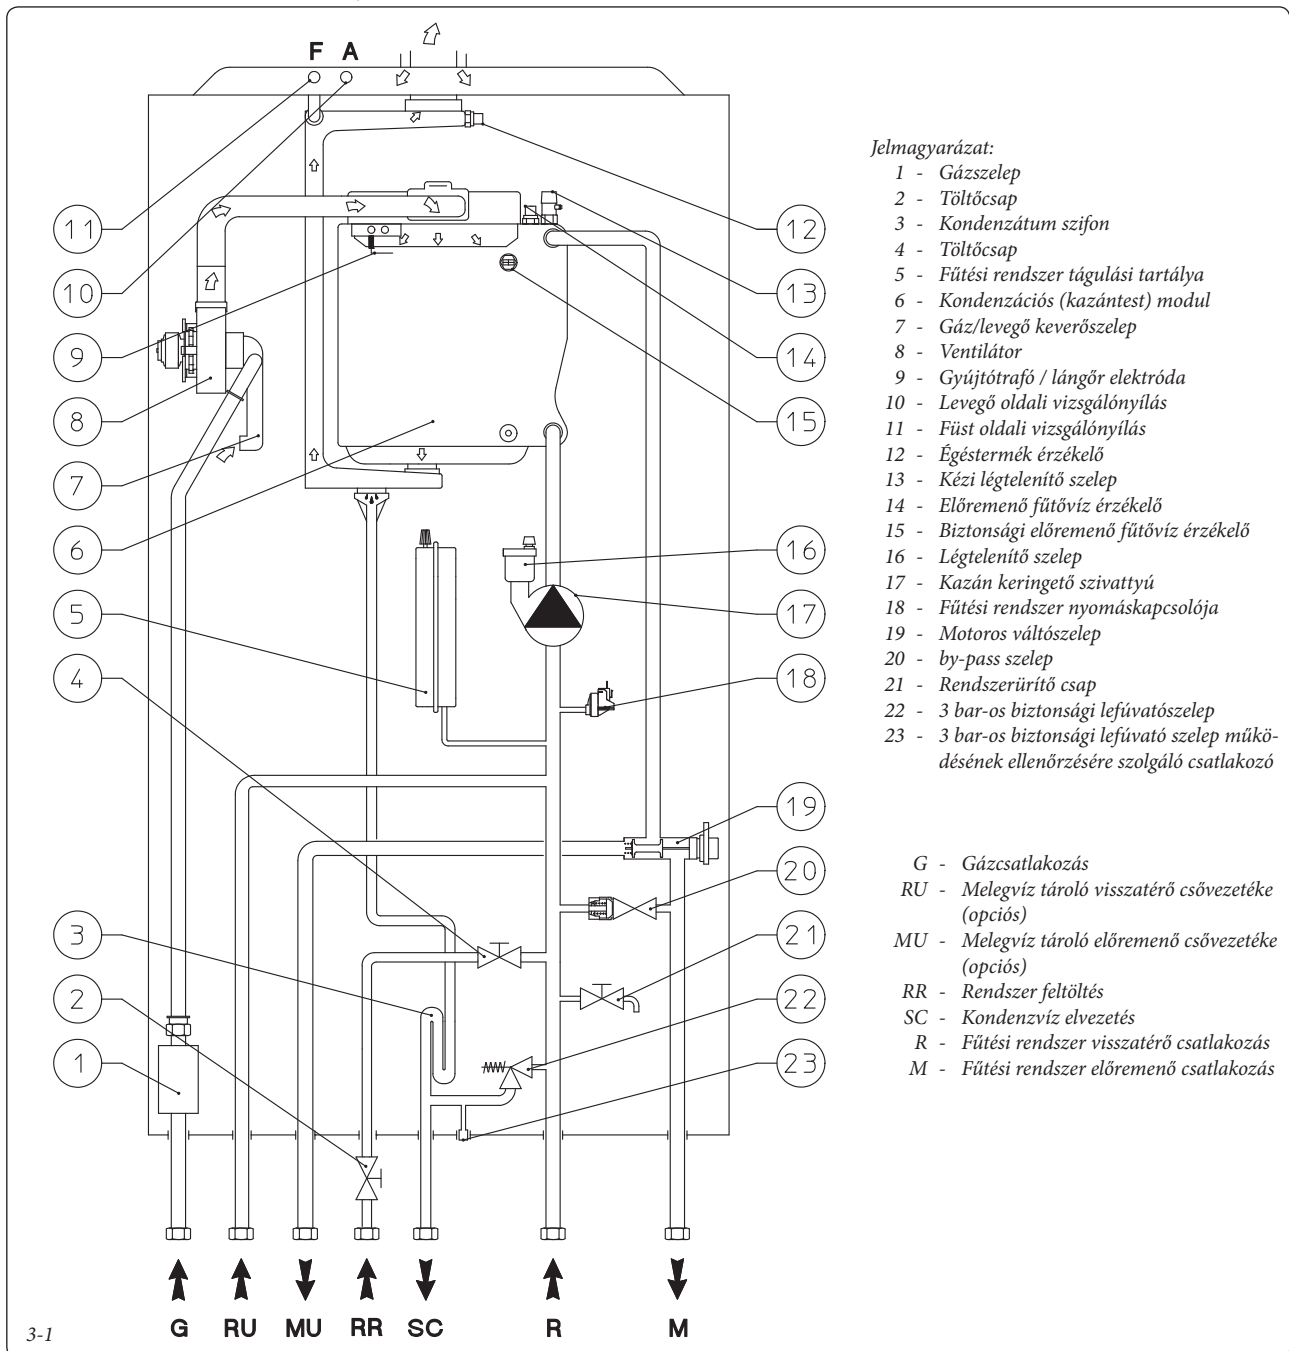 F A
11
10
9
8
7
6
5
4
3
2
1
12
13
14
15
16
17
18
19
20
21
22
23
G RU MU RR SC R M
3-1
Jelmagyarázat:
1 - Gázszelep
2 - Töltőcsap
3 - Kondenzátum szifon
4 - Töltőcsap
5 - Fűtési rendszer tágulási tartálya
6 - Kondenzációs (kazántest) modul
7 - Gáz/levegő keverőszelep
8 - Ventilátor
9 - Gyújtótrafó / lángőr elektróda
10 - Levegő oldali vizsgálónyílás
11 - Füst oldali vizsgálónyílás
12 - Égéstermék érzékelő
13 - Kézi légtelenítő szelep
14 - Előremenő fűtővíz érzékelő
15 - Biztonsági előremenő fűtővíz érzékelő
16 - Légtelenítő szelep
17 - Kazán keringető szivattyú
18 - Fűtési rendszer nyomáskapcsolója
19 - Motoros váltószelep
20 - by-pass szelep
21 - Rendszerürítő csap
22 - 3 bar-os biztonsági lefúvatószelep
23 - 3 bar-os biztonsági lefúvató szelep műkö-
désének ellenőrzésére szolgáló csatlakozó
G - Gázcsatlakozás
RU - Melegvíz tároló visszatérő csővezetéke
(opciós)
MU - Melegvíz tároló előremenő csővezetéke
(opciós)
RR - Rendszer feltöltés
SC - Kondenzvíz elvezetés
R - Fűtési rendszer visszatérő csatlakozás
M - Fűtési rendszer előremenő csatlakozás